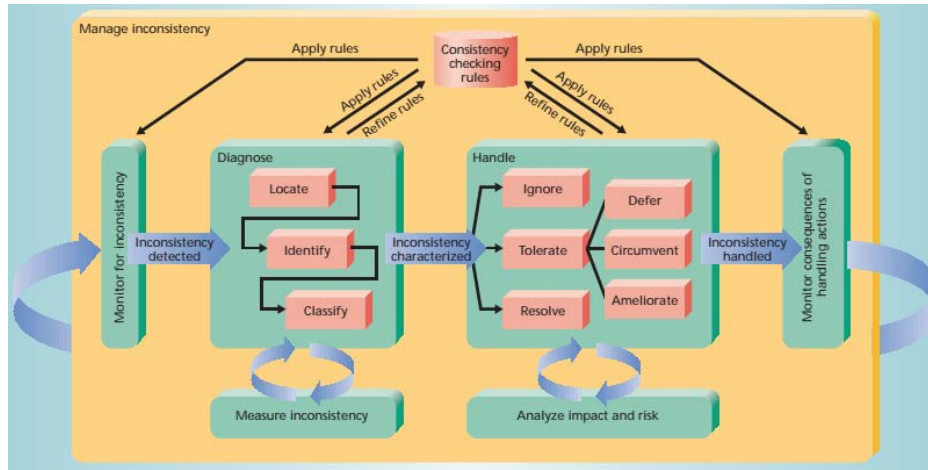 Manage inconsistency
Apply rules
Consistency
checking
rules
Apply rules
Apply rules
Refine rules
Apply rules
Refine rules
Monitor for inconsistency
Diagnose
Locate
Identify
Classify
Inconsistency
detected
Inconsistency
characterized
Handle
Ignore
Tolerate
Resolve
Defer
Circumvent
Ameliorate
Inconsistency
handled
Monitor consequences of
handling actions
Measure inconsistency
Analyze impact and risk